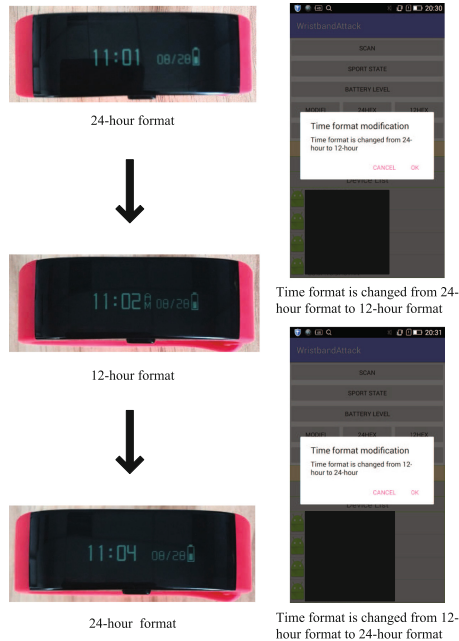 11:01 08/28
24-hour format
11:02 AM 08/28
12-hour format
11:04 08/28
24-hour format
20:30
WristbandAttack
SCAN
SPORT STATE
BATTERY LEVEL
MODEL 24HEX 12HEX
Time format modification
Time format is changed from 24-
hour to 12-hour
CANCEL OK
Device List
Time format is changed from 24-
hour format to 12-hour format
20:31
WristbandAttack
SCAN
SPORT STATE
BATTERY LEVEL
MODEL 24HEX 12HEX
Time format modification
Time format is changed from 12-
hour to 24-hour
CANCEL OK
Device List
Time format is changed from 12-
hour format to 24-hour format